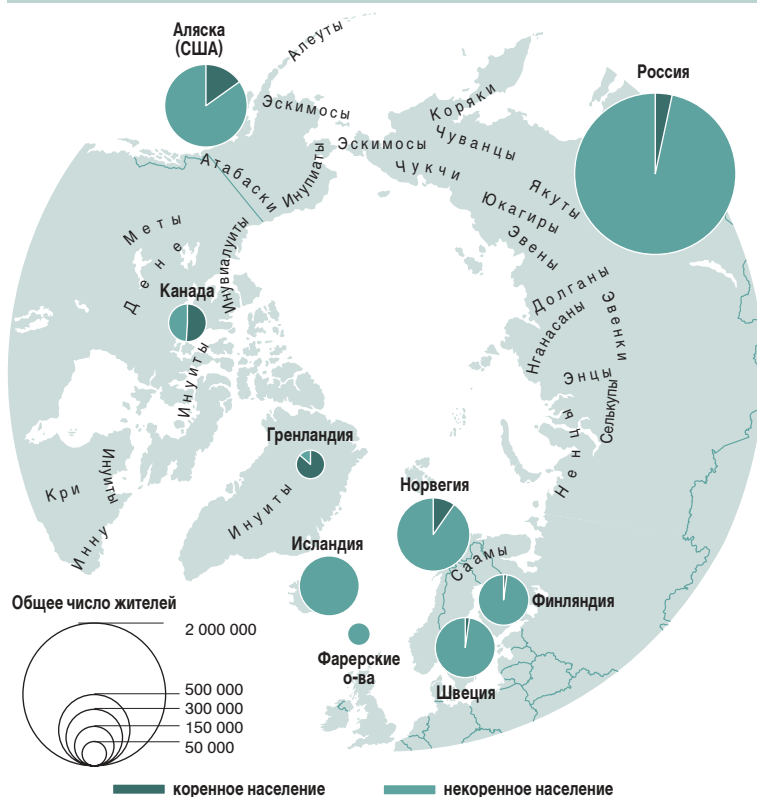 Аляска
(США)
Алеуты
Россия
Эскимосы
Коряки
Эскимосы
Чуванцы
Чукчи
Атабаски
Инупиаты
Якуты
Юкагиры
Эвены
Меты
Дене
Инувиалуиты
Долганы
Эвенки
Канада
Нганасаны
Инуиты
Энцы
Селькупы
Ненцы
Гренландия
Инуиты
Кри
Инуиты
Инну
Норвегия
Исландия
Саамы
Финляндия
Общее число жителей
2 000 000
Фарерские
о-ва
Швеция
500 000
300 000
150 000
50 000
коренное население
некоренное население